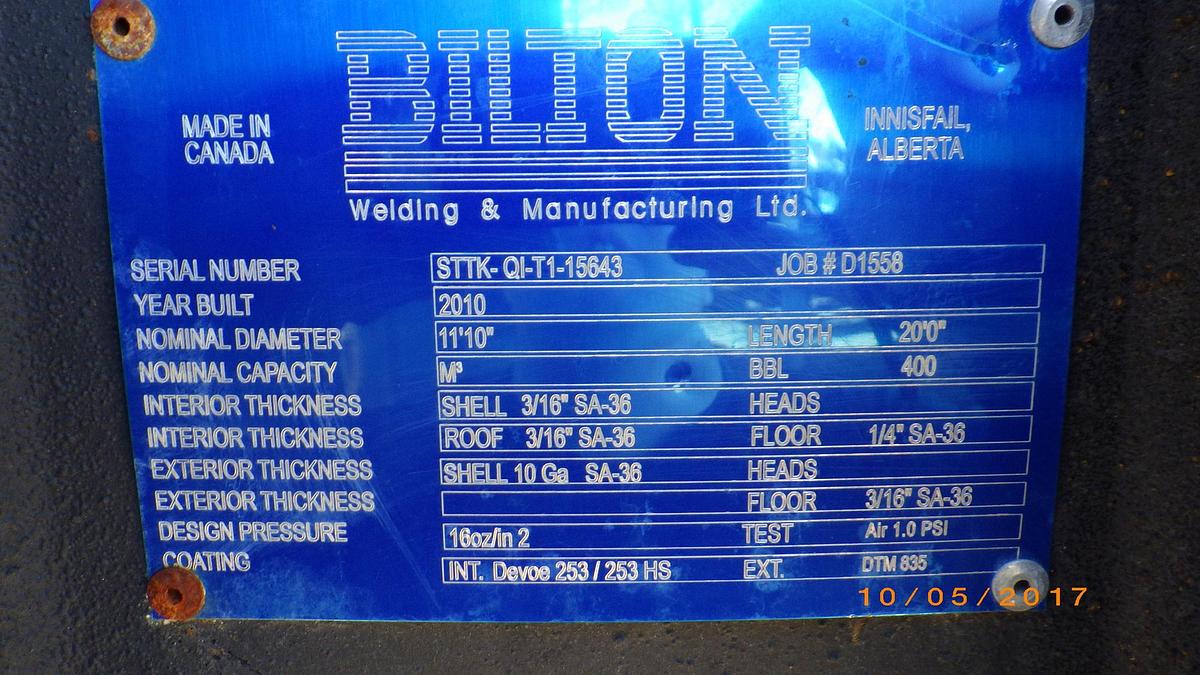 BILTON
MADE IN
CANADA
INNISFAIL,
ALBERTA
Welding & Manufacturing Ltd.
SERIAL NUMBER STTK- QI-T1-15643 JOB # D1558
YEAR BUILT 2010
NOMINAL DIAMETER 11'10" LENGTH 20'0"
NOMINAL CAPACITY M³ BBL 400
INTERIOR THICKNESS SHELL 3/16" SA-36 HEADS
INTERIOR THICKNESS ROOF 3/16" SA-36 FLOOR 1/4" SA-36
EXTERIOR THICKNESS SHELL 10 Ga SA-36 HEADS
EXTERIOR THICKNESS FLOOR 3/16" SA-36
DESIGN PRESSURE 16oz/in 2 TEST Air 1.0 PSI
COATING INT. Devoe 253 / 253 HS EXT. DTM 835
10/05/2017